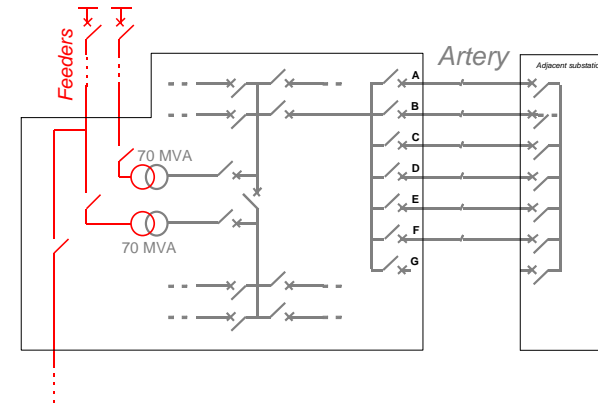 Feeders
Artery
Adjacent substatio
A
B
C
D
E
F
G
70 MVA
70 MVA